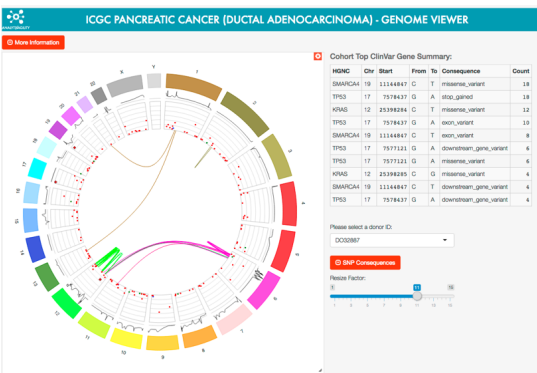 ANALYTICSCUIT
ICGC PANCREATIC CANCER (DUCTAL ADENOCARCINOMA) - GENOME VIEWER
More Information
Cohort Top ClinVar Gene Summary:
HGNC Chr Start From To Consequence Count
SMARCA4 19 11144847 C T missense_variant 18
TP53 17 7578437 G A stop_gained 18
KRAS 12 25398284 C T missense_variant 12
TP53 17 7578437 G A exon_variant 10
SMARCA4 19 11144847 C T exon_variant 8
TP53 17 7577121 G A downstream_gene_variant 6
TP53 17 7577121 G A missense_variant 6
KRAS 12 25398285 C G missense_variant 4
SMARCA4 19 11144847 C T downstream_gene_variant 4
TP53 17 7578437 G A downstream_gene_variant 4
Please select a donor ID:
DO32887
SNP Consequences
Resize Factor:
1 11 15
X Y 1 2 3 4 5 6 7 8 9 10 11 12 13 14 15 16 17 18 19 20 21 22